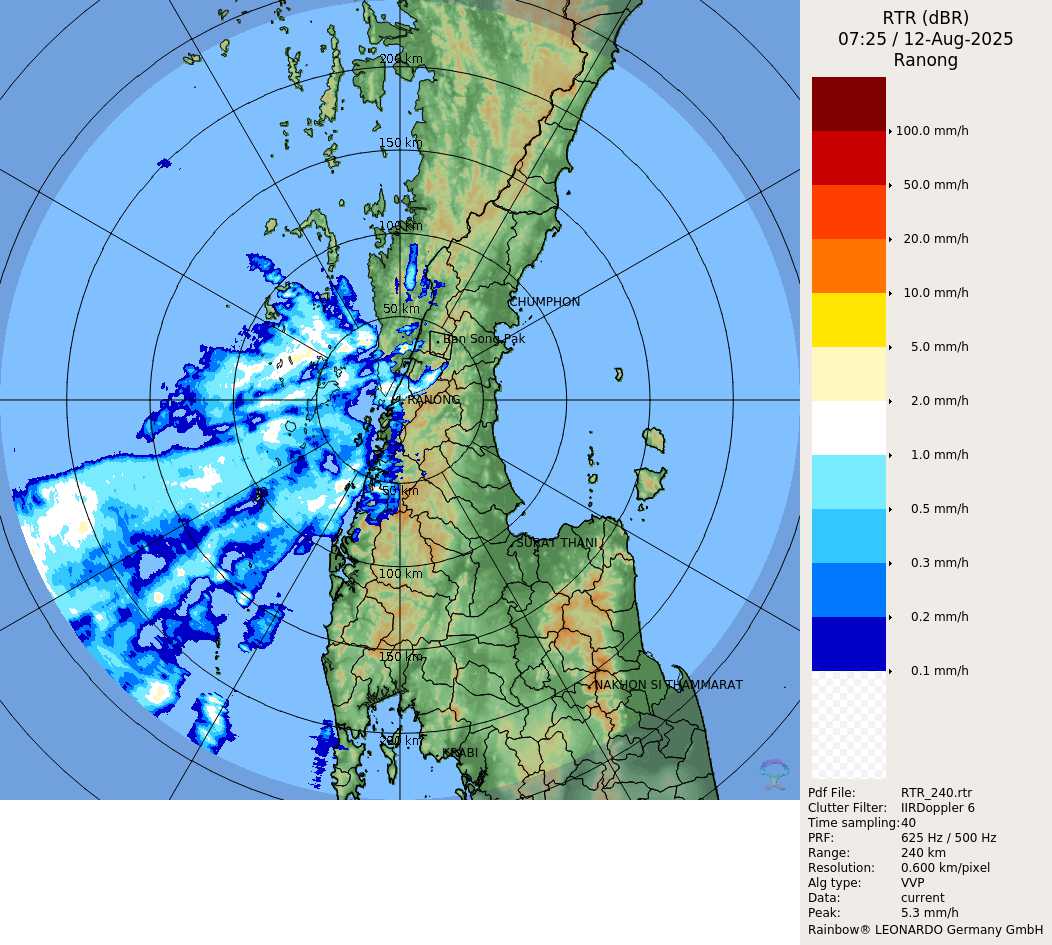 RTR (dBR)
07:25 / 12-Aug-2025
Ranong
200 km
150 km
100 km
50 km
CHUMPHON
Ban Song Pak
RANONG
50 km
SURAT THANI
100 km
150 km
NAKHON SI THAMMARAT
200 km
KRABI
100.0 mm/h
50.0 mm/h
20.0 mm/h
10.0 mm/h
5.0 mm/h
2.0 mm/h
1.0 mm/h
0.5 mm/h
0.3 mm/h
0.2 mm/h
0.1 mm/h
Pdf File: RTR_240.rtr
Clutter Filter: IIRDoppler 6
Time sampling:40
PRF: 625 Hz / 500 Hz
Range: 240 km
Resolution: 0.600 km/pixel
Alg type: VVP
Data: current
Peak: 5.3 mm/h
Rainbow® LEONARDO Germany GmbH